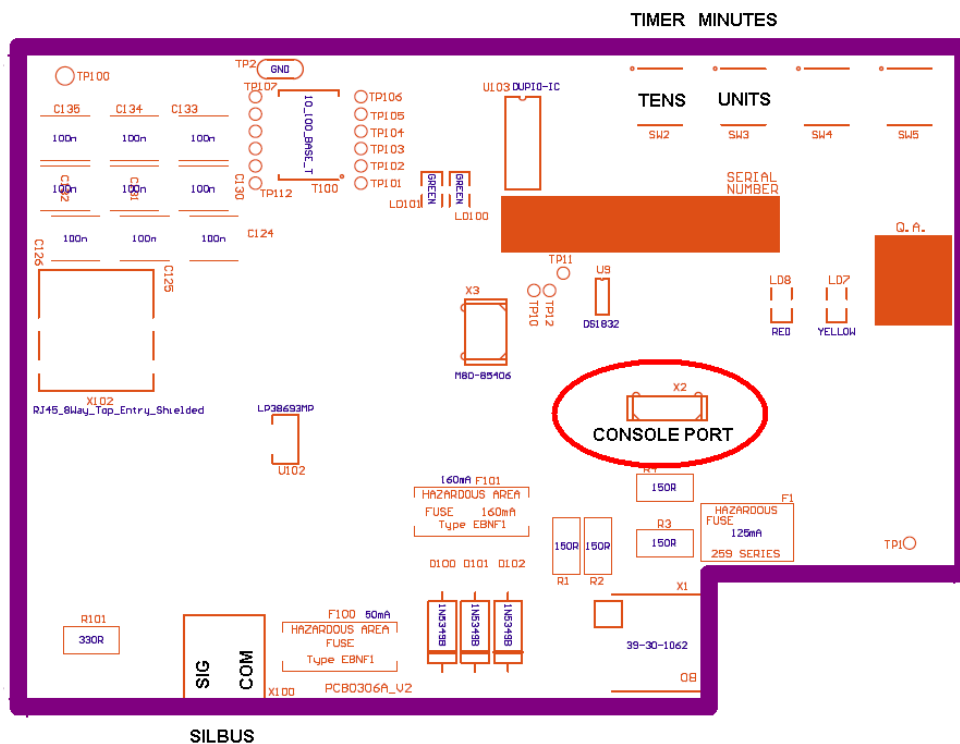 TIMER MINUTES
TP100
TP2
GND
TP107
10_100_BASE_T
TP106
TP105
TP104
TP103
TP102
TP101
TP112
T100
U103
DUPIO-IC
TENS
UNITS
SW2
SW3
SW4
SW5
C135
C134
C133
100n
100n
100n
100n
100n
100n
C132
C131
C130
100n
100n
100n
C124
C126
C125
GREEN
GREEN
LD101
LD100
SERIAL
NUMBER
Q.A.
TP11
TP10
TP12
U9
DS1832
LD8
LD7
RED
YELLOW
X3
M80-85406
X102
RJ45_8Way_Top_Entry_Shielded
X2
CONSOLE PORT
LP38693MP
U102
160mA F101
HAZARDOUS AREA
FUSE 160mA
Type EBNF1
R4
150R
R3
150R
150R
150R
R1
R2
F1
HAZARDOUS
FUSE
125mA
259 SERIES
TP1
D100 D101 D102
1N5349B
1N5349B
1N5349B
X1
39-30-1062
R101
330R
F100 50mA
HAZARDOUS AREA
FUSE
Type EBNF1
SIG
COM
X100
PCB0306A_V2
SILBUS